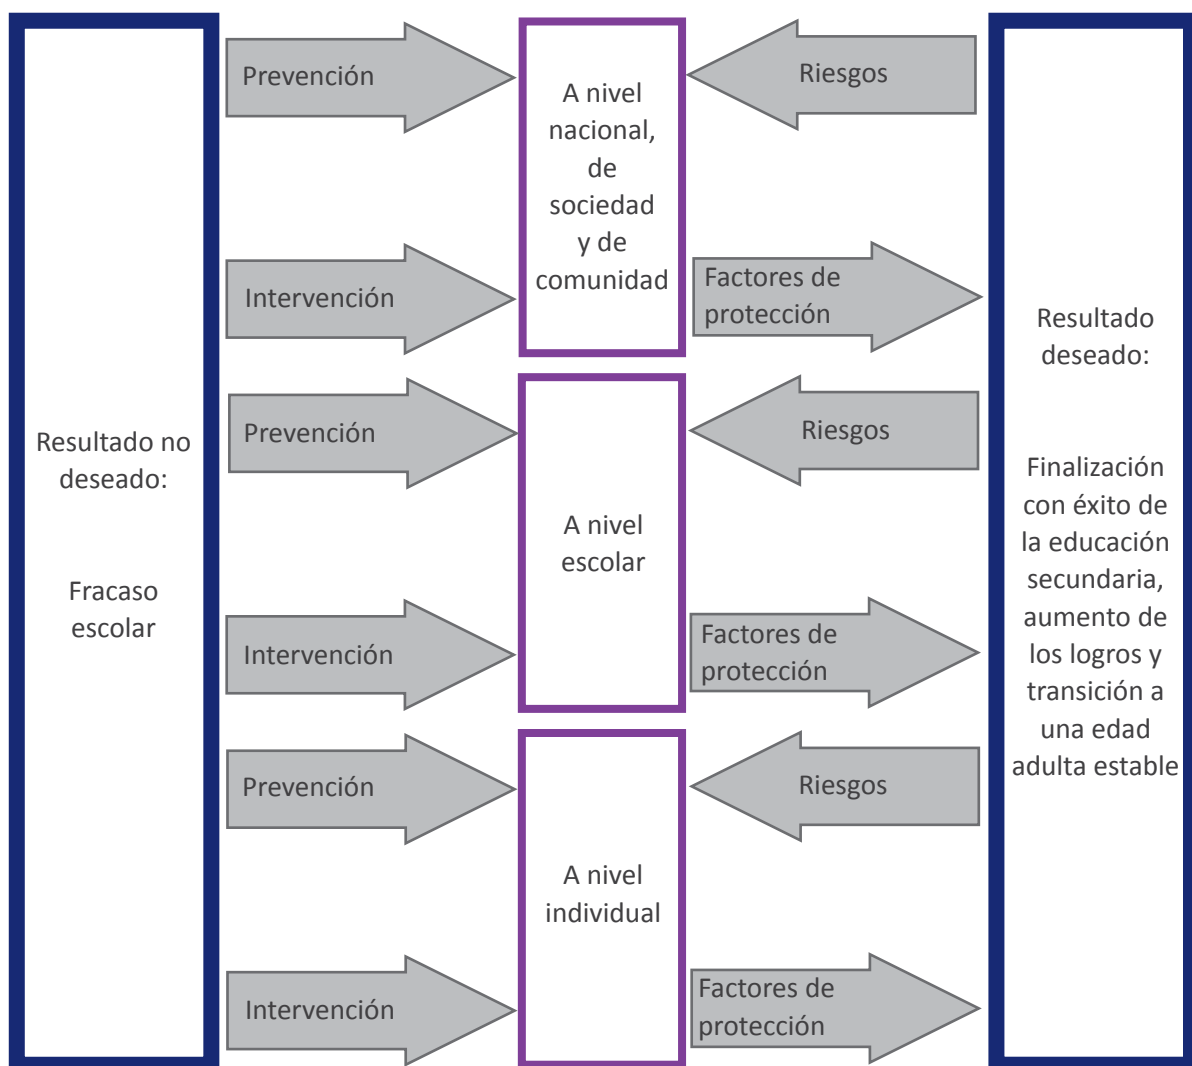 Resultado no
deseado:
Fracaso
escolar
Prevención
A nivel
nacional,
de
sociedad
y de
comunidad
Riesgos
Intervención
Factores de
protección
Prevención
A nivel
escolar
Riesgos
Intervención
Factores de
protección
Prevención
A nivel
individual
Riesgos
Intervención
Factores de
protección
Resultado
deseado:
Finalización
con éxito de
la educación
secundaria,
aumento de
los logros y
transición a
una edad
adulta estable